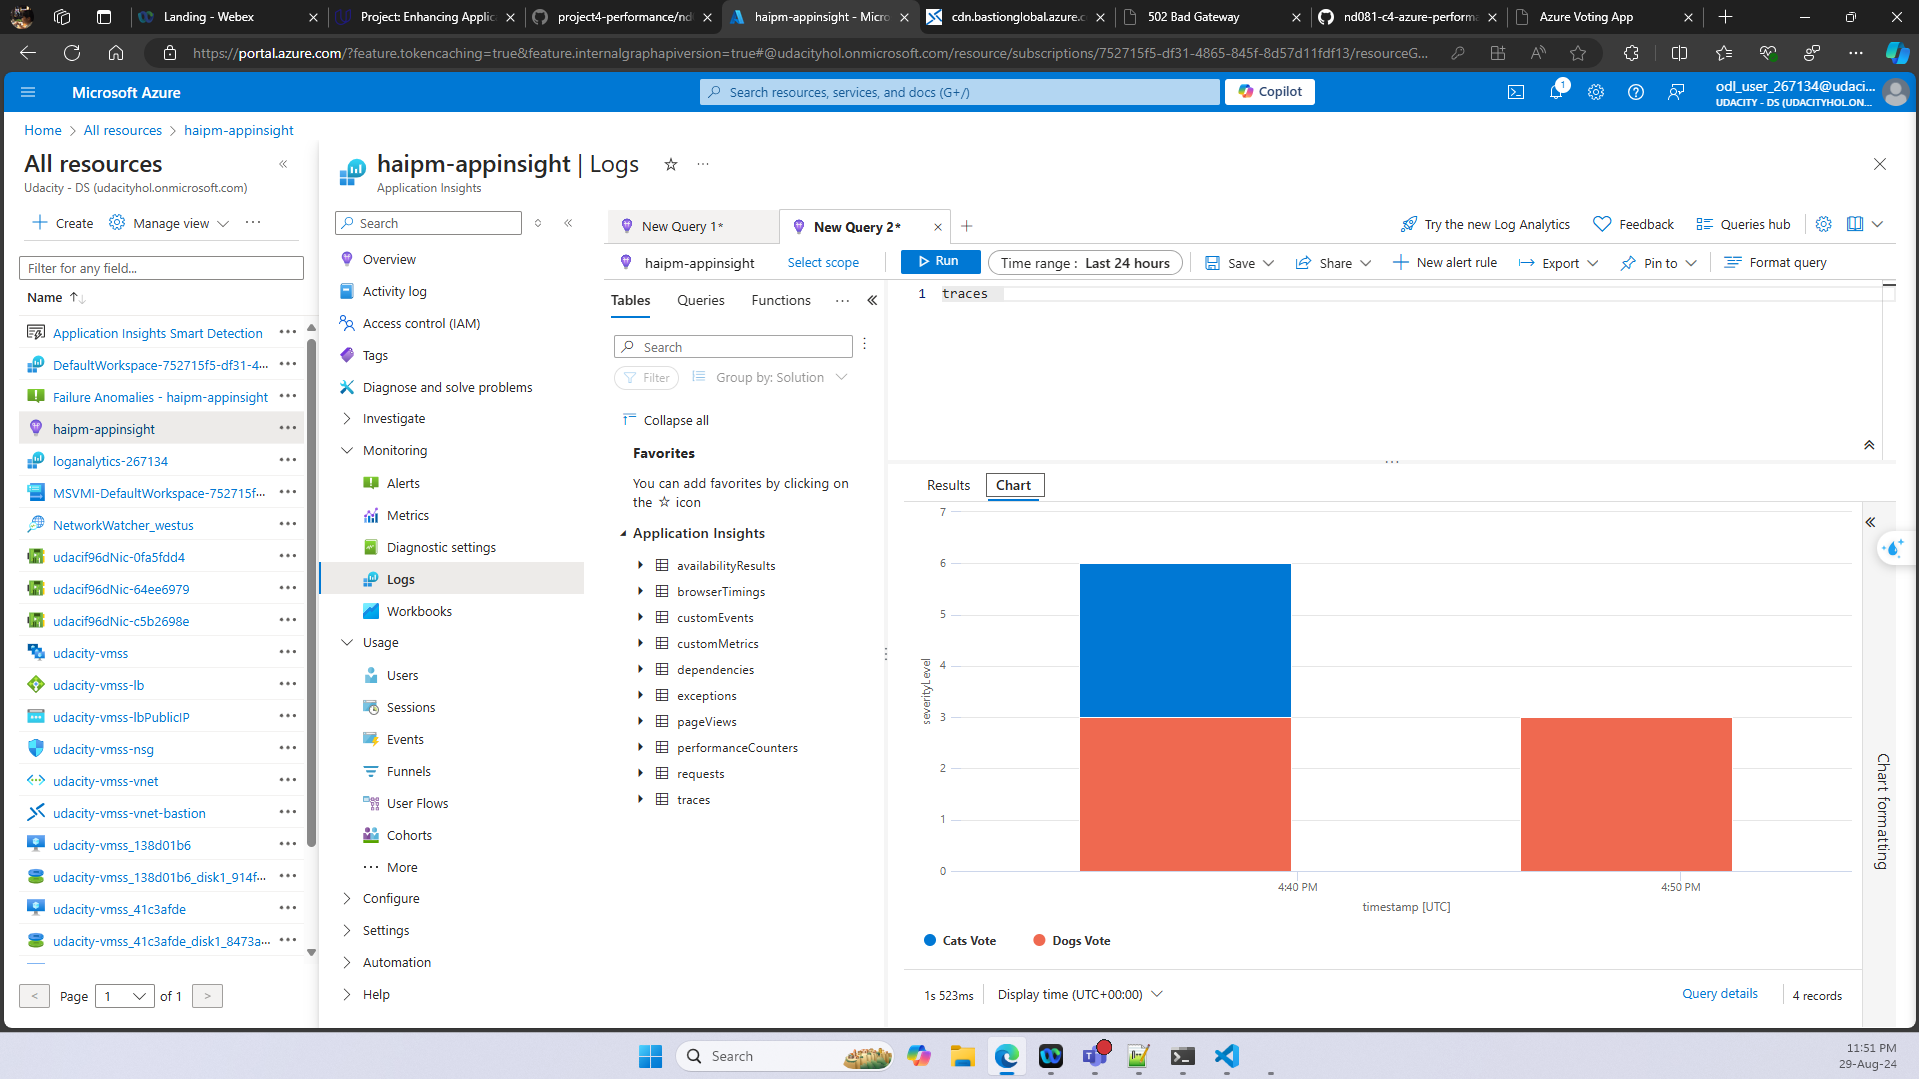 Landing - Webex
Project: Enhancing Applica
project4-performance/nd
haipm-appinsight - Micro
cdn.bastionglobal.azure.c
502 Bad Gateway
nd081-c4-azure-performa
Azure Voting App
https://portal.azure.com/?feature.tokencaching=true&feature.internalgraphapiversion=true#@udacityhol.onmicrosoft.com/resource/subscriptions/752715f5-df31-4865-845f-8d57d11fdf13/resourceG...
Microsoft Azure
Search resources, services, and docs (G+/)
Copilot
1
odl_user_267134@udaci...
UDACITY - DS (UDACITYHOL.ON...
Home > All resources > haipm-appinsight
All resources
Udacity - DS (udacityhol.onmicrosoft.com)
Create
Manage view
Filter for any field...
Name
Application Insights Smart Detection
DefaultWorkspace-752715f5-df31-4...
Failure Anomalies - haipm-appinsight
haipm-appinsight
loganalytics-267134
MSVMI-DefaultWorkspace-752715f...
NetworkWatcher_westus
udacif96dNic-0fa5fdd4
udacif96dNic-64ee6979
udacif96dNic-c5b2698e
udacity-vmss
udacity-vmss-lb
udacity-vmss-lbPublicIP
udacity-vmss-nsg
udacity-vmss-vnet
udacity-vmss-vnet-bastion
udacity-vmss_138d01b6
udacity-vmss_138d01b6_disk1_914f...
udacity-vmss_41c3afde
udacity-vmss_41c3afde_disk1_8473a...
< Page 1 of 1 >
haipm-appinsight | Logs
Application Insights
Search
Overview
Activity log
Access control (IAM)
Tags
Diagnose and solve problems
Investigate
Monitoring
Alerts
Metrics
Diagnostic settings
Logs
Workbooks
Usage
Users
Sessions
Events
Funnels
User Flows
Cohorts
More
Configure
Settings
Automation
Help
New Query 1*
New Query 2*
Try the new Log Analytics
Feedback
Queries hub
haipm-appinsight
Select scope
Run
Time range : Last 24 hours
Save
Share
New alert rule
Export
Pin to
Format query
Tables
Queries
Functions
Search
Filter
Group by: Solution
Collapse all
Favorites
You can add favorites by clicking on
the ☆ icon
Application Insights
availabilityResults
browserTimings
customEvents
customMetrics
dependencies
exceptions
pageViews
performanceCounters
requests
traces
1 traces
Results
Chart
7
6
5
4
3
2
1
0
severityLevel
4:40 PM
4:50 PM
timestamp [UTC]
Cats Vote
Dogs Vote
Chart formatting
1s 523ms
Display time (UTC+00:00)
Query details
4 records
Search
11:51 PM
29-Aug-24